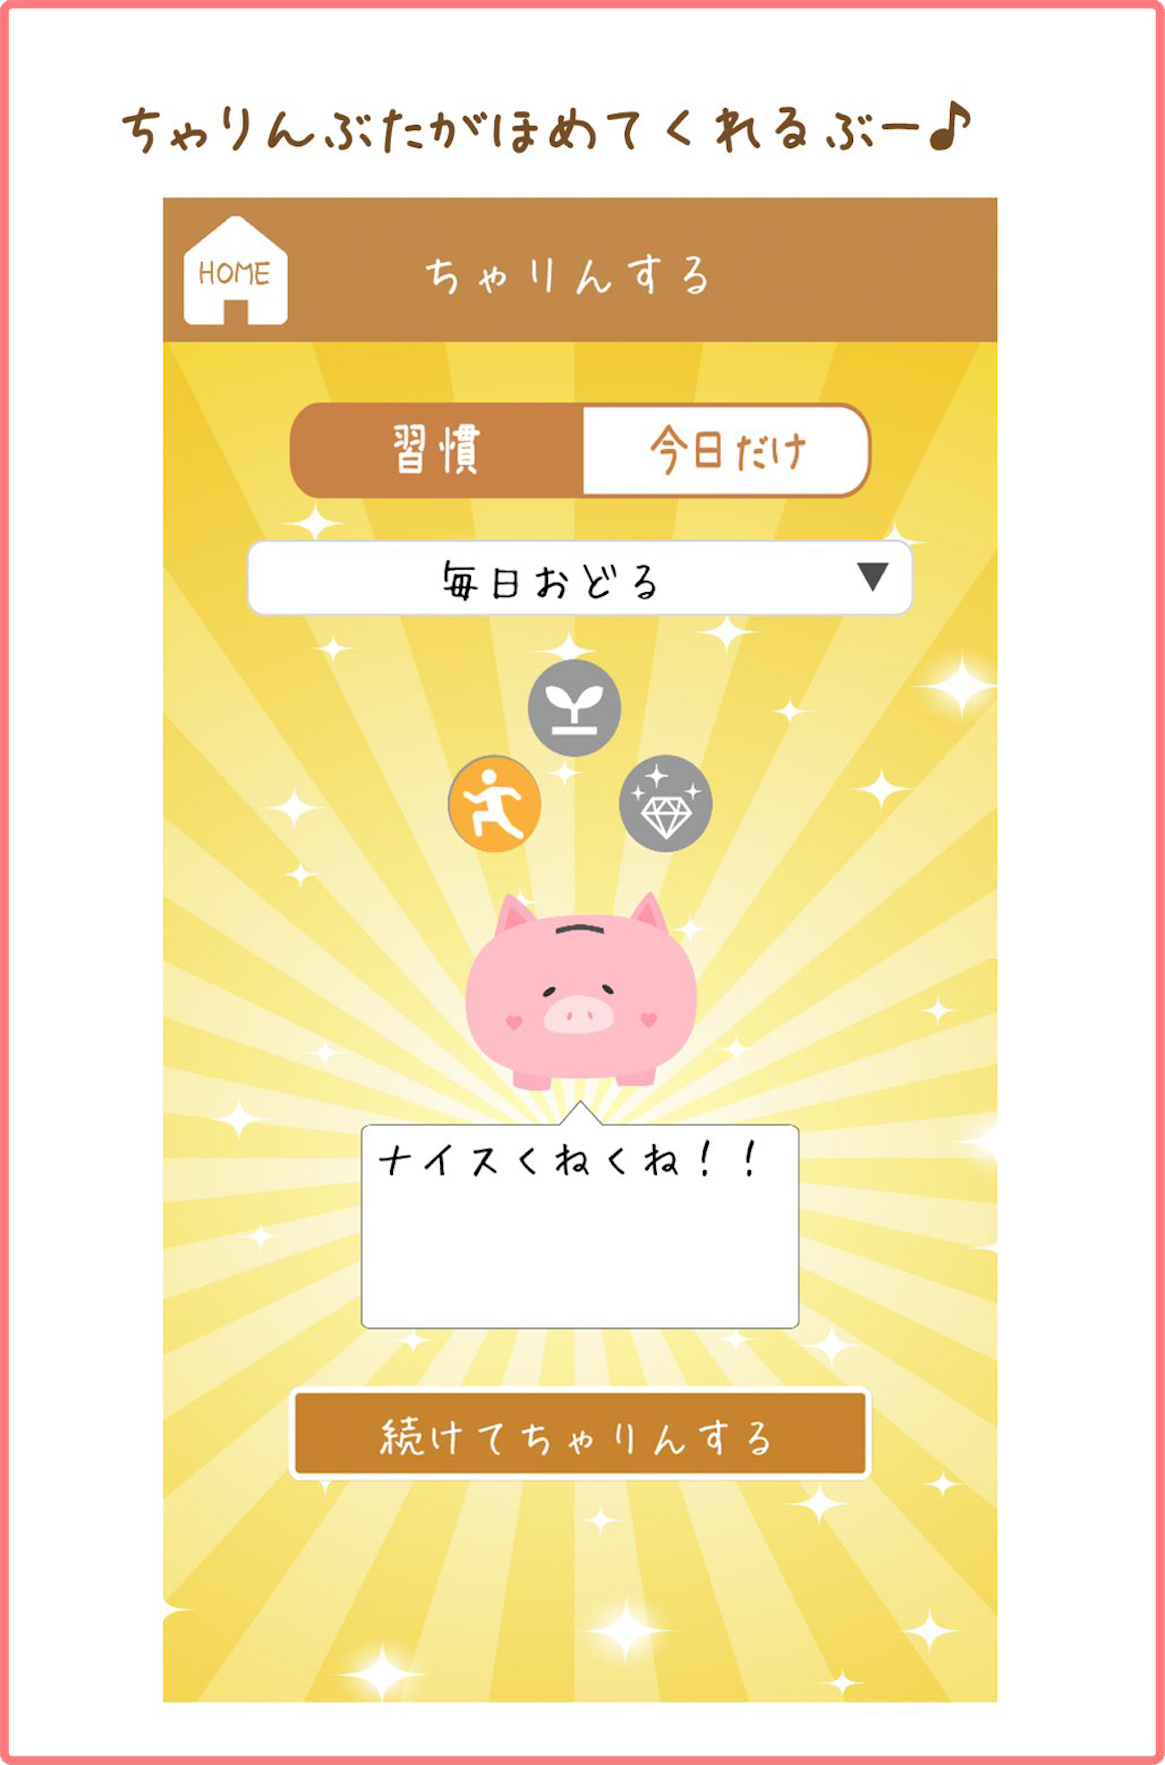 ちゃりんぶたがほめてくれるぶー♪
HOME
ちゃりんする
習慣
今日だけ
毎日おどる
ナイスくねくね！！
続けてちゃりんする